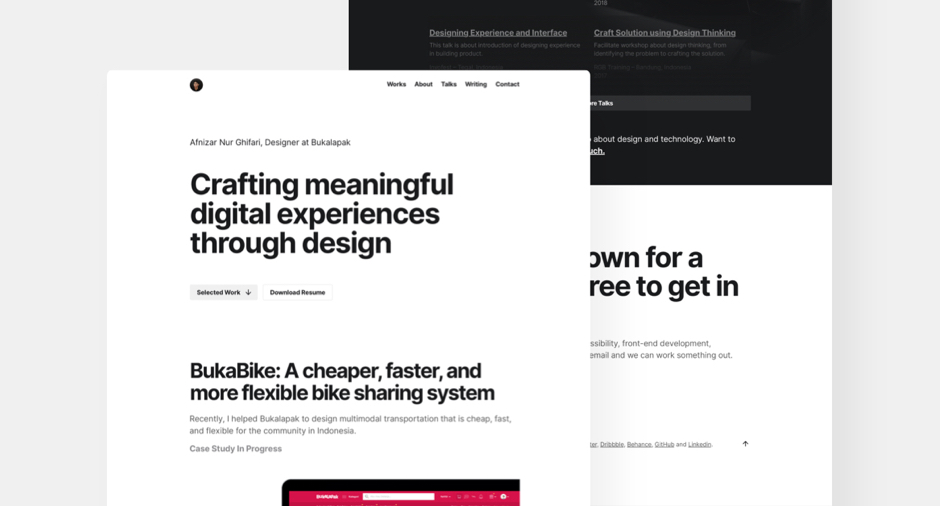 2018
Designing Experience and Interface
Craft Solution using Design Thinking
This talk is about introduction of designing experience
in building product.
Facilitate workshop about design thinking, from
identifying the problem to crafting the solution.
Works About Talks Writing Contact
ore Talks
about design and technology. Want to
uch.
Afnizar Nur Ghifari, Designer at Bukalapak
Crafting meaningful
digital experiences
through design
own for a
ree to get in
Selected Work ↓ Download Resume
ssibility, front-end development,
email and we can work something out.
BukaBike: A cheaper, faster, and
more flexible bike sharing system
Recently, I helped Bukalapak to design multimodal transportation that is cheap, fast,
and flexible for the community in Indonesia.
Case Study In Progress
ter, Dribbble, Behance, GitHub and LinkedIn. ↑